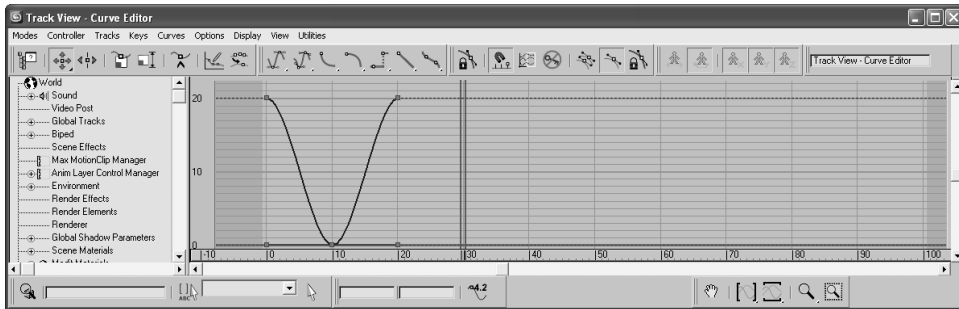 Track View - Curve Editor
Modes Controller Tracks Keys Curves Options Display View Utilities
Track View - Curve Editor
World
Sound
Video Post
Global Tracks
Biped
Scene Effects
Max MotionClip Manager
Anim Layer Control Manager
Environment
Render Effects
Render Elements
Renderer
Global Shadow Parameters
Scene Materials
20
10
0
-10 0 10 20 30 40 50 60 70 80 90 100
ABC
4.2